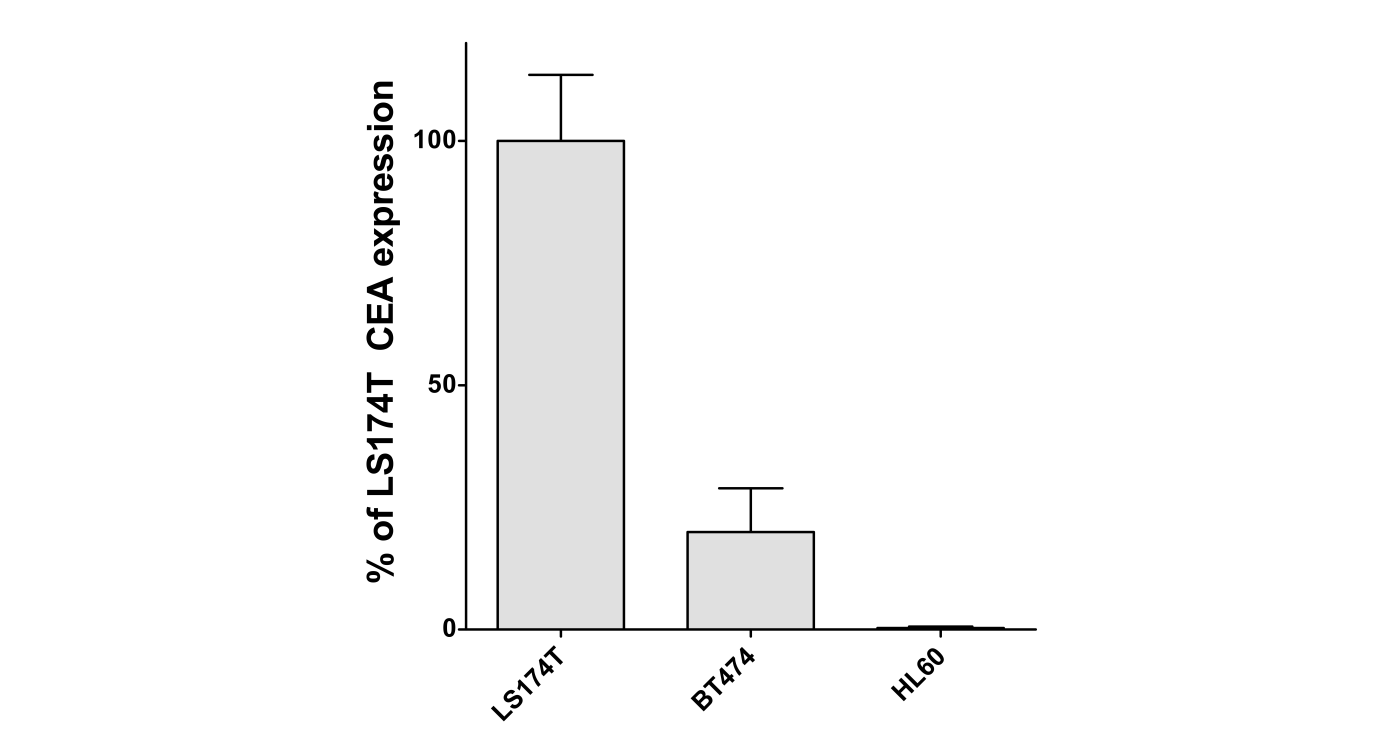 % of LS174T CEA expression
100
50
0
LS174T
BT474
HL60